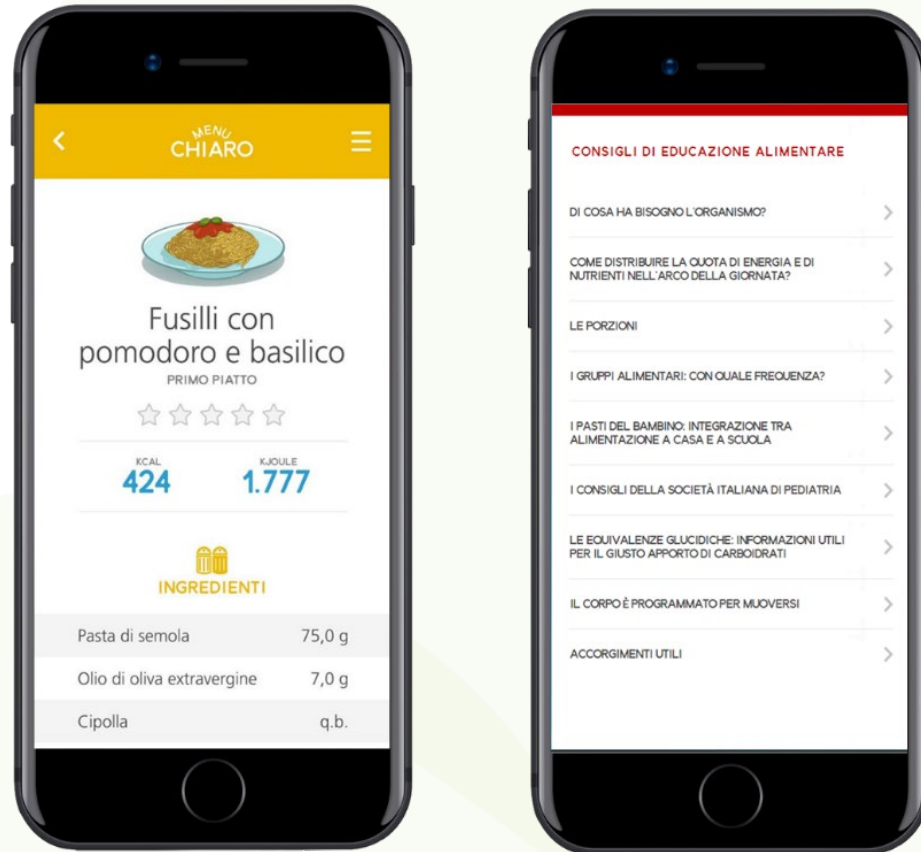 MENU
CHIARO
Fusilli con
pomodoro e basilico
PRIMO PIATTO
KCAL
424
KJOULE
1.777
INGREDIENTI
Pasta di semola 75,0 g
Olio di oliva extravergine 7,0 g
Cipolla q.b.
CONSIGLI DI EDUCAZIONE ALIMENTARE
DI COSA HA BISOGNO L'ORGANISMO?
COME DISTRIBUIRE LA QUOTA DI ENERGIA E DI
NUTRIENTI NELL'ARCO DELLA GIORNATA?
LE PORZIONI
I GRUPPI ALIMENTARI: CON QUALE FREQUENZA?
I PASTI DEL BAMBINO: INTEGRAZIONE TRA
ALIMENTAZIONE A CASA E A SCUOLA
I CONSIGLI DELLA SOCIETÀ ITALIANA DI PEDIATRIA
LE EQUIVALENZE GLUCIDICHE: INFORMAZIONI UTILI
PER IL GIUSTO APPORTO DI CARBOIDRATI
IL CORPO È PROGRAMMATO PER MUOVERSI
ACCORGIMENTI UTILI